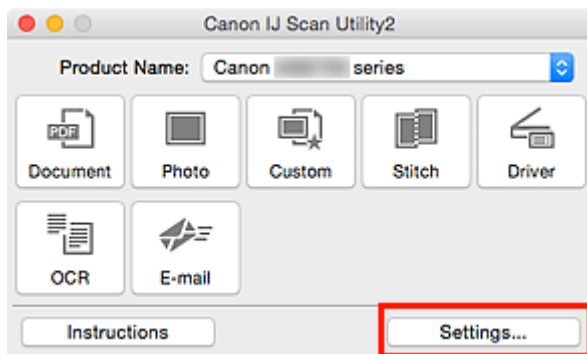 Canon IJ Scan Utility2
Product Name: Canon series
PDF
Document Photo Custom Stitch Driver
OCR E-mail
Instructions Settings...